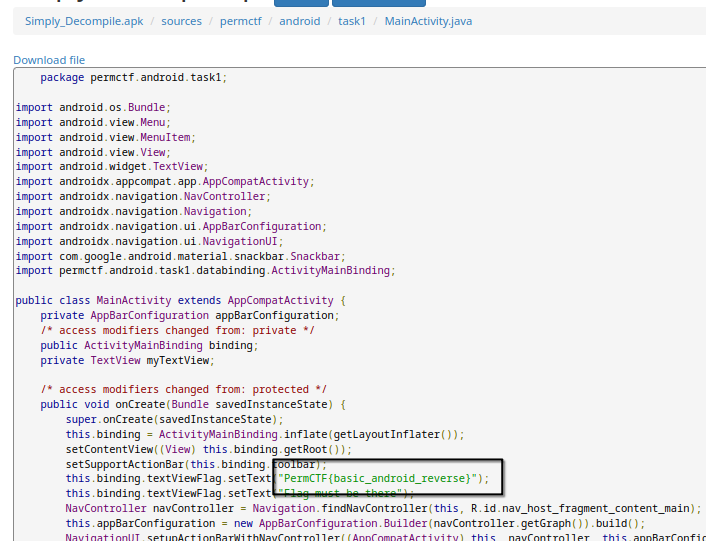 Simply_Decompile.apk / sources / permctf / android / task1 / MainActivity.java
Download file
package permctf.android.task1;
import android.os.Bundle;
import android.view.Menu;
import android.view.MenuItem;
import android.view.View;
import android.widget.TextView;
import androidx.appcompat.app.AppCompatActivity;
import androidx.navigation.NavController;
import androidx.navigation.Navigation;
import androidx.navigation.ui.AppBarConfiguration;
import androidx.navigation.ui.NavigationUI;
import com.google.android.material.snackbar.Snackbar;
import permctf.android.task1.databinding.ActivityMainBinding;
public class MainActivity extends AppCompatActivity {
private AppBarConfiguration appBarConfiguration;
/* access modifiers changed from: private */
public ActivityMainBinding binding;
private TextView myTextView;
/* access modifiers changed from: protected */
public void onCreate(Bundle savedInstanceState) {
super.onCreate(savedInstanceState);
this.binding = ActivityMainBinding.inflate(getLayoutInflater());
setContentView((View) this.binding.getRoot());
setSupportActionBar(this.binding.toolbar);
this.binding.textViewFlag.setText("PermCTF{basic_android_reverse}");
this.binding.textViewFlag.setText("Flag must be there");
NavController navController = Navigation.findNavController(this, R.id.nav_host_fragment_content_main);
this.appBarConfiguration = new AppBarConfiguration.Builder(navController.getGraph()).build();
NavigationUI.setupActionBarWithNavController((AppCompatActivity) this, navController, this.appBarConfig